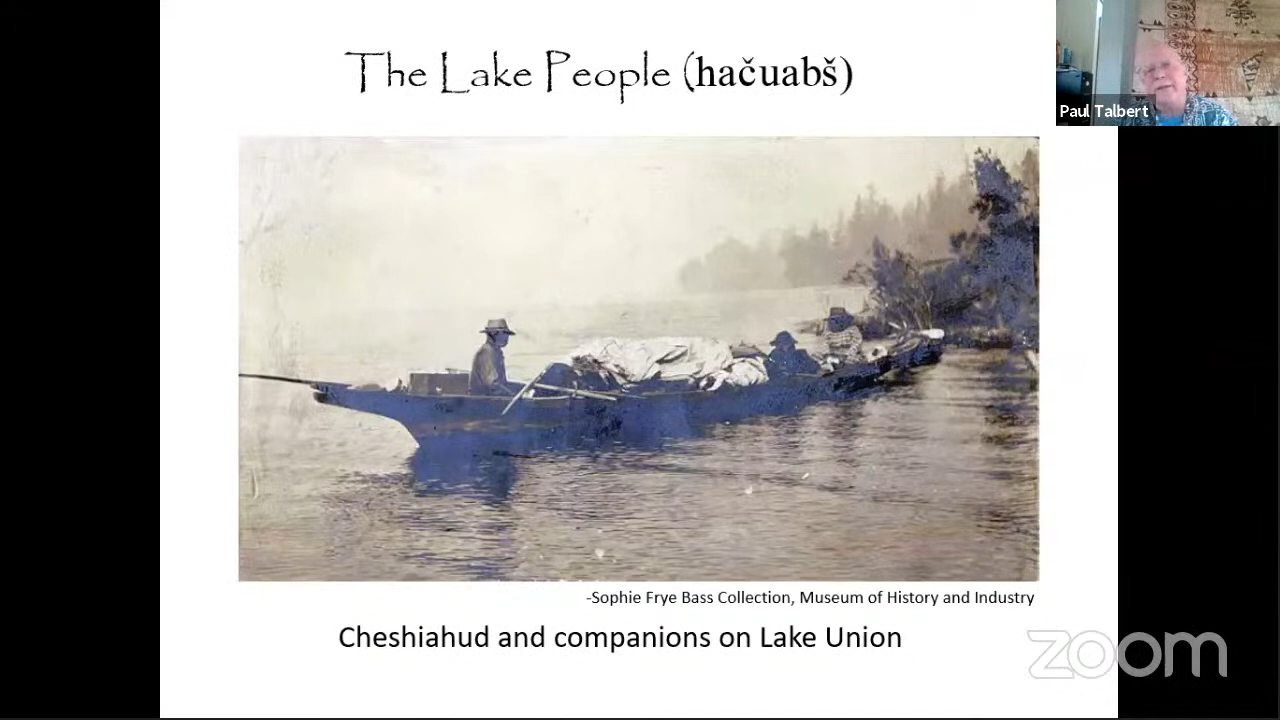 The Lake People (hačuabš)
Paul Talbert
-Sophie Frye Bass Collection, Museum of History and Industry
Cheshiahud and companions on Lake Union
zoom